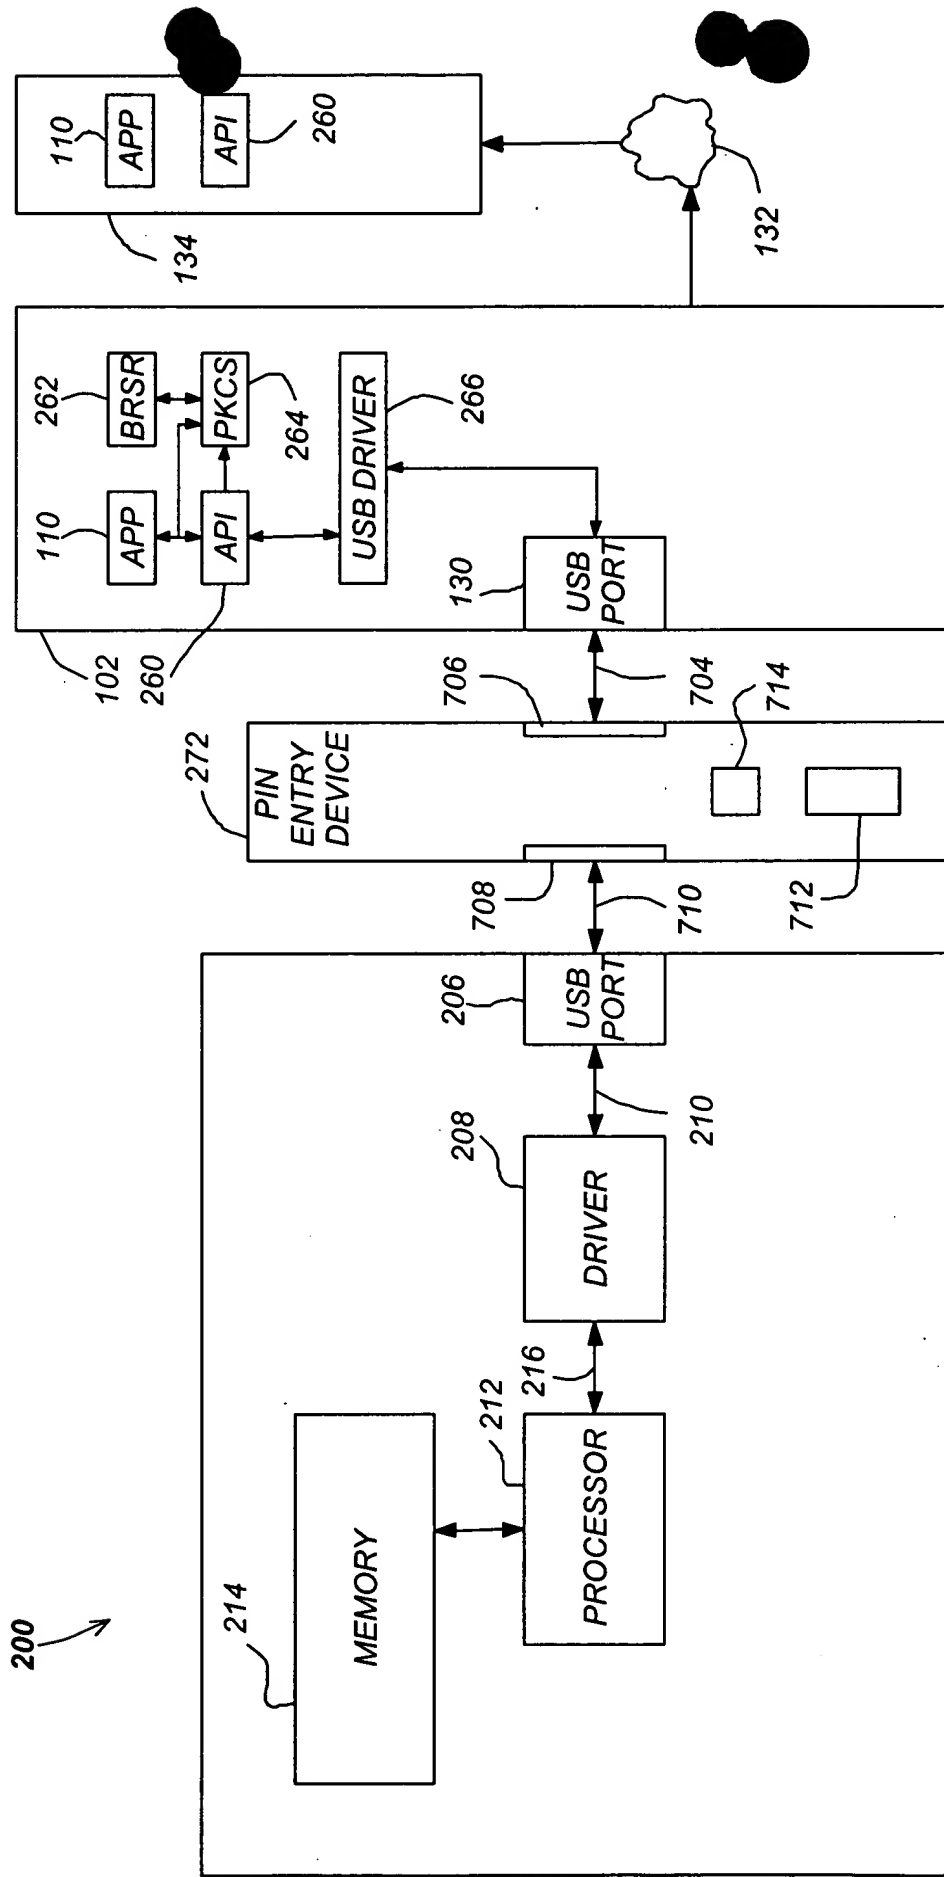 200
214
MEMORY
212
PROCESSOR
216
208
DRIVER
210
206
USB
PORT
708
710
272
PIN
ENTRY
DEVICE
706
704
714
712
102
260
110
APP
API
262
BRSR
PKCS
264
USB DRIVER
266
130
USB
PORT
134
110
APP
API
260
132